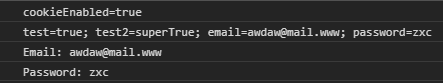 cookieEnabled=true
test=true; test2=superTrue; email=awdaw@mail.www; password=zxc
Email: awdaw@mail.www
Password: zxc